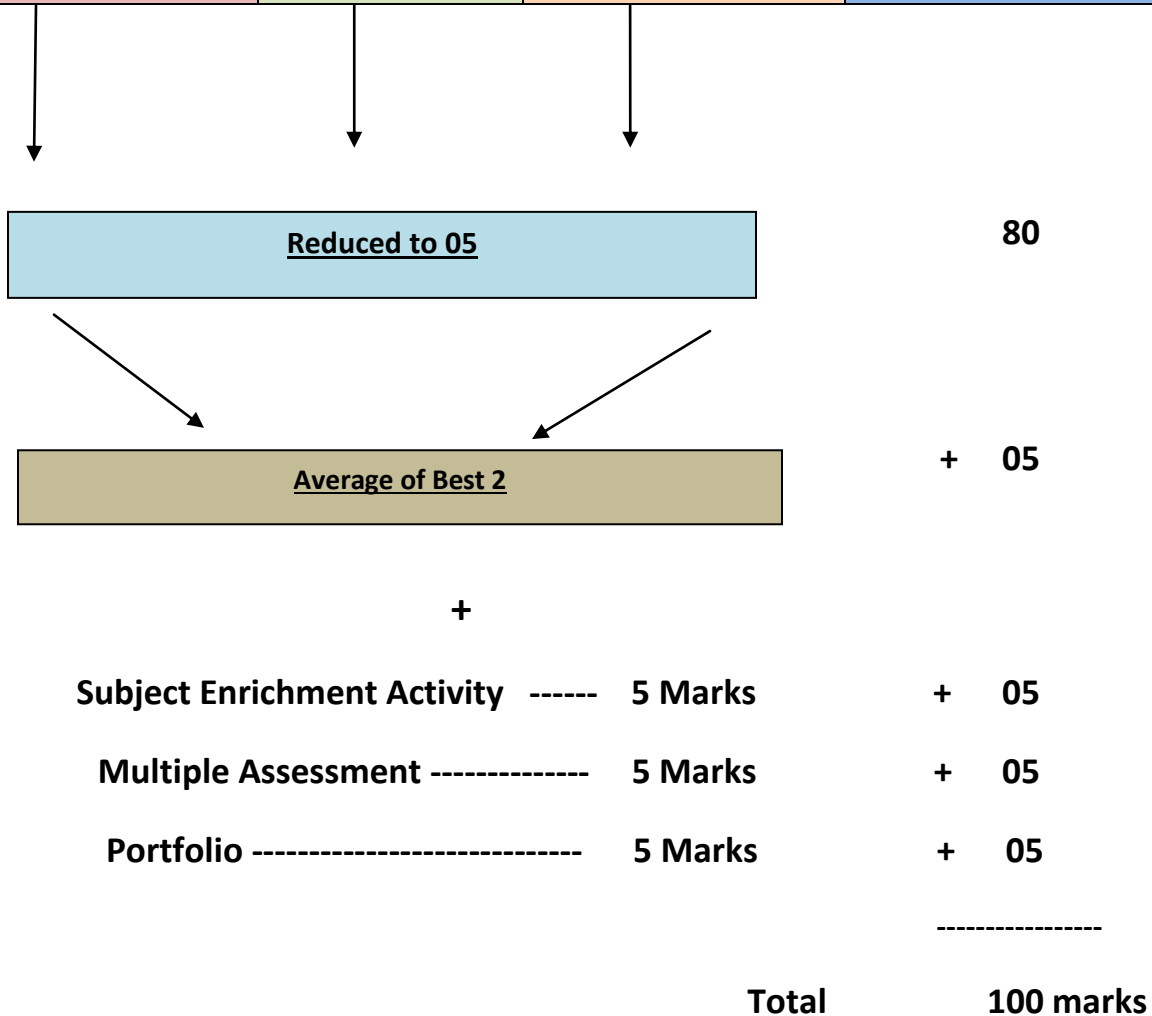 Reduced to 05 80
Average of Best 2 + 05
+
Subject Enrichment Activity ------ 5 Marks + 05
Multiple Assessment -------------- 5 Marks + 05
Portfolio ----------------------------- 5 Marks + 05
-----------------
Total 100 marks